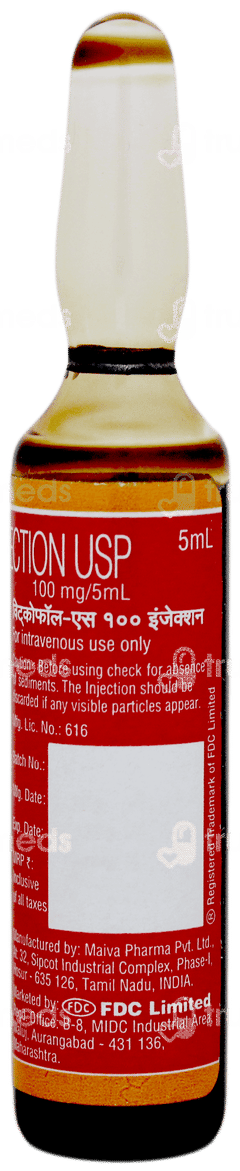 ECTION USP
5mL
100 mg/5mL
क्टिकोफॉल-एस १०० इंजेक्शन
For intravenous use only
Before using check for absence
sediments. The Injection should be
discarded if any visible particles appear.
Mfg. Lic. No.: 616
Batch No.:
Mfg. Date:
Exp. Date:
MRP ₹:
Inclusive
of all taxes
® Registered Trademark of FDC Limited
Manufactured by: Maiva Pharma Pvt. Ltd.,
32, Sipcot Industrial Complex, Phase-I,
635 126, Tamil Nadu, INDIA.
Marketed by: FDC FDC Limited
Office: B-8, MIDC Industrial Area,
Aurangabad - 431 136,
Maharashtra.